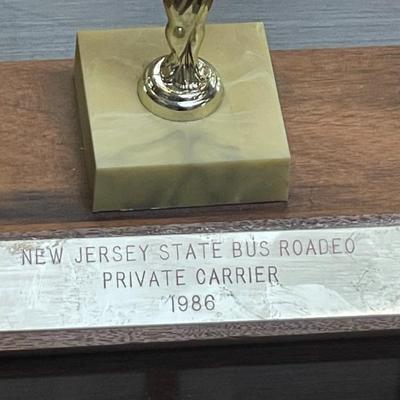 NEW JERSEY STATE BUS ROADEO
PRIVATE CARRIER
1986